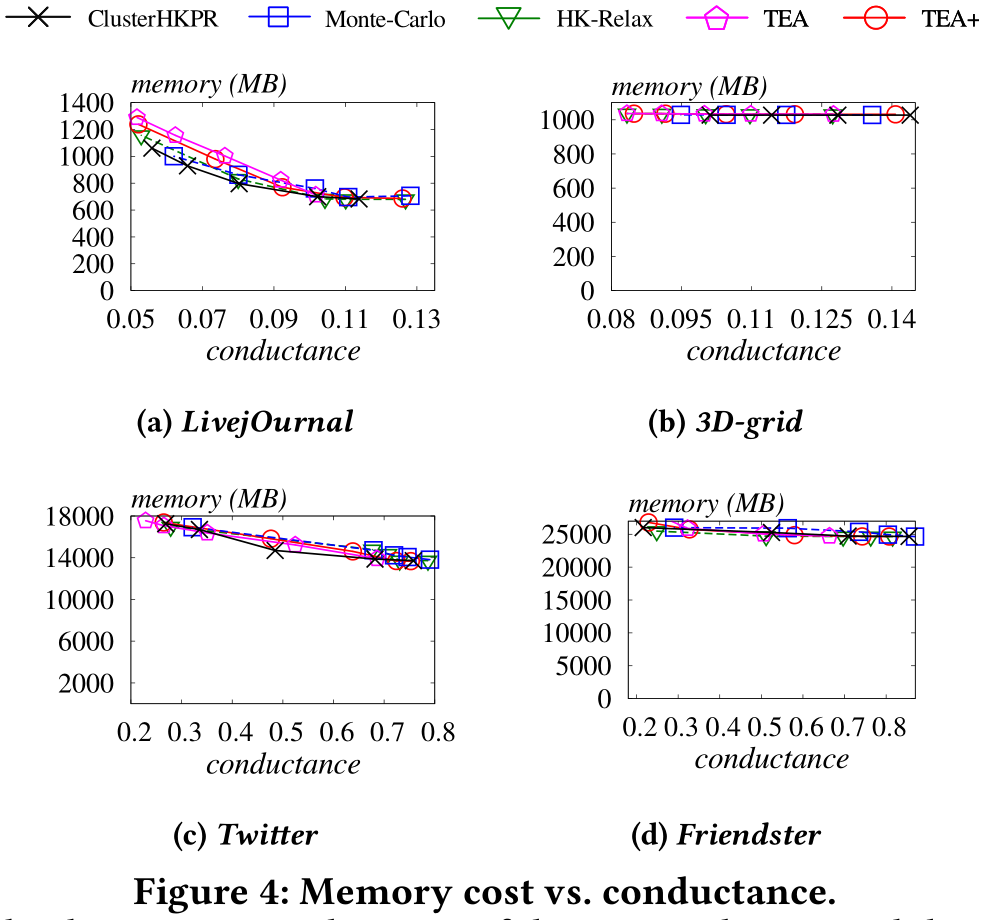 ClusterHKPR Monte-Carlo HK-Relax TEA TEA+
memory (MB)
1400
1200
1000
800
600
400
200
0
0.05 0.07 0.09 0.11 0.13
conductance
(a) LivejOurnal
memory (MB)
1000
800
600
400
200
0
0.08 0.095 0.11 0.125 0.14
conductance
(b) 3D-grid
memory (MB)
18000
14000
10000
6000
2000
0.2 0.3 0.4 0.5 0.6 0.7 0.8
conductance
(c) Twitter
memory (MB)
25000
20000
15000
10000
5000
0
0.2 0.3 0.4 0.5 0.6 0.7 0.8
conductance
(d) Friendster
Figure 4: Memory cost vs. conductance.